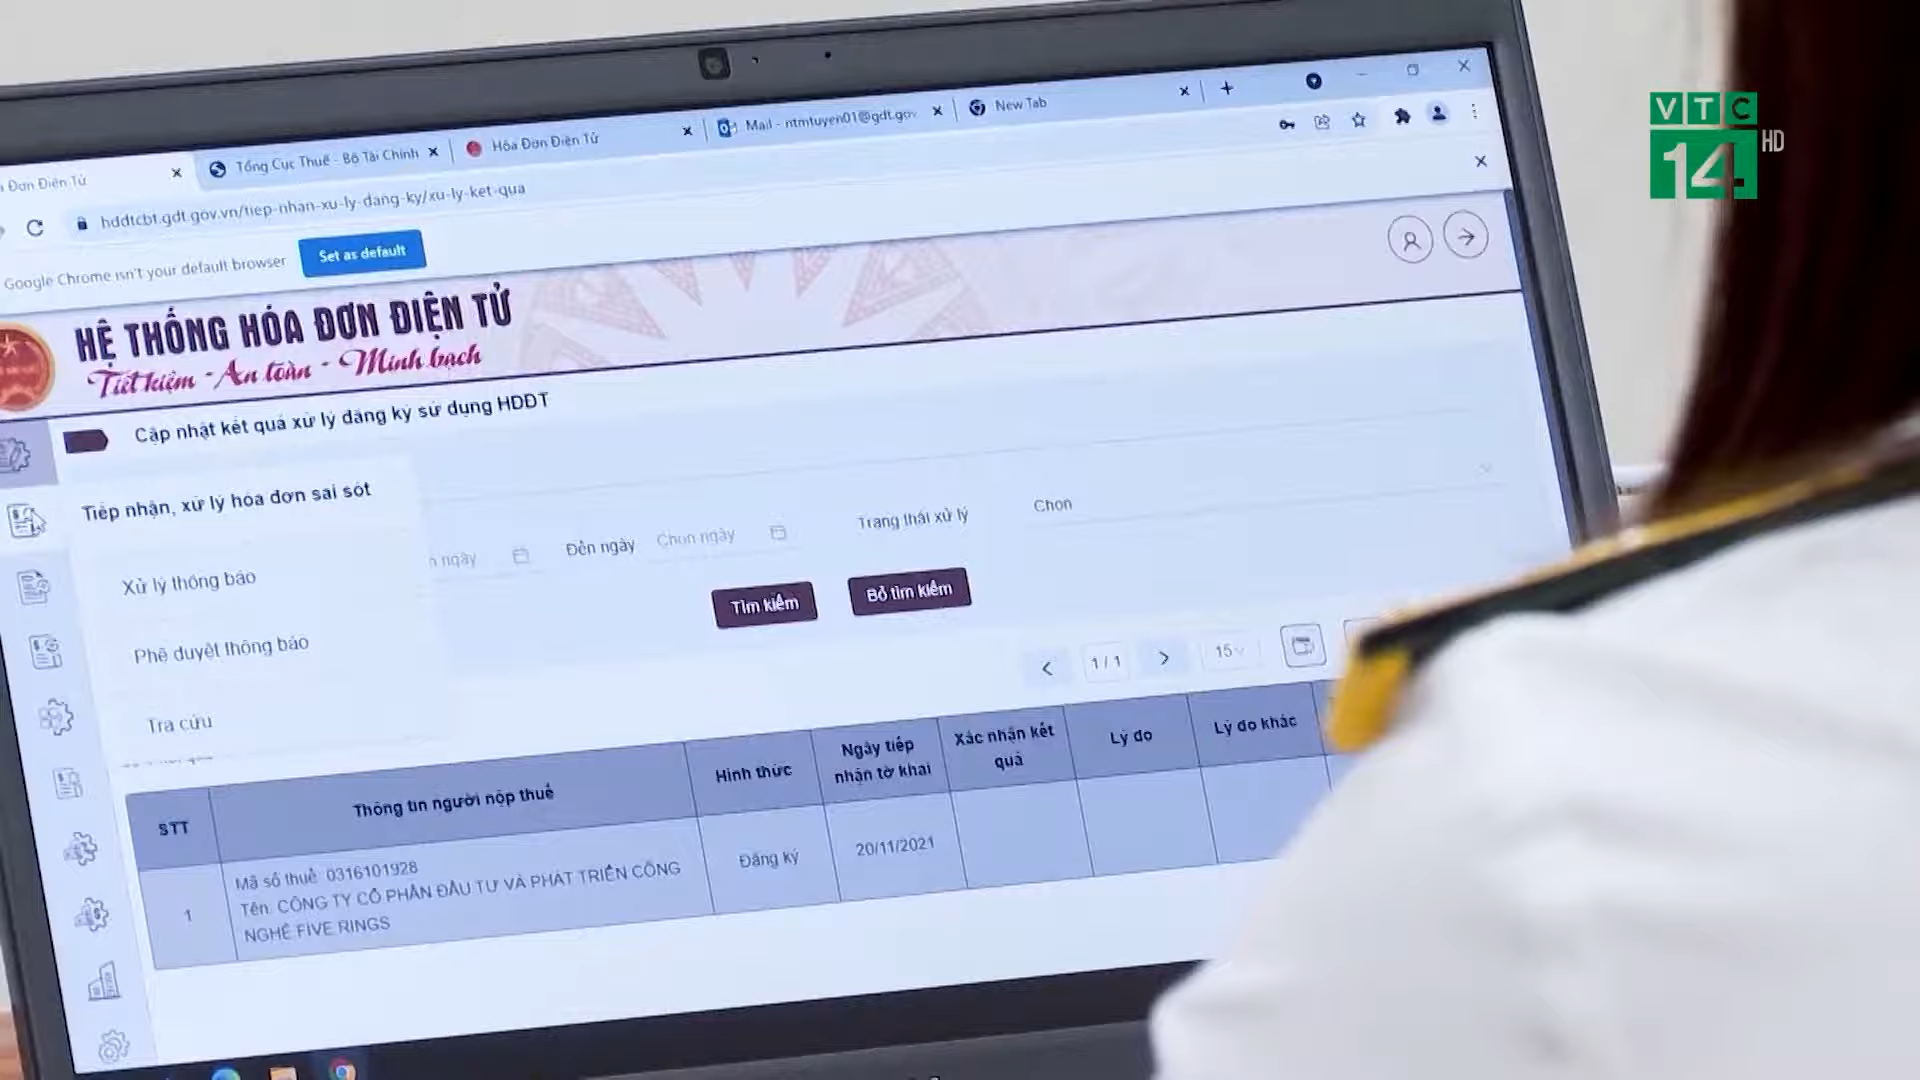 VTC
14 HD
Đơn Điện Tử
Tổng Cục Thuế - Bộ Tài Chính
Hóa Đơn Điện Tử
Mail - ntmtuyen01@gdt.gov
New Tab
hddtcbt.gdt.gov.vn/tiep-nhan-xu-ly-dang-ky/xu-ly-ket-qua
Google Chrome isn't your default browser
Set as default
HỆ THỐNG HÓA ĐƠN ĐIỆN TỬ
Tiết kiệm - An toàn - Minh bạch
Cập nhật kết quả xử lý đăng ký sử dụng HDĐT
Tiếp nhận, xử lý hóa đơn sai sót
Xử lý thông báo
Phê duyệt thông báo
Tra cứu
ngày
Đến ngày
Chọn ngày
Trạng thái xử lý
Chọn
Tìm kiếm
Bỏ tìm kiếm
1 / 1
15
STT
Thông tin người nộp thuế
Hình thức
Ngày tiếp nhận tờ khai
Xác nhận kết quả
Lý do
Lý do khác
1
Mã số thuế: 0316101928
Tên: CÔNG TY CỔ PHẦN ĐẦU TƯ VÀ PHÁT TRIỂN CÔNG
NGHỆ FIVE RINGS
Đăng ký
20/11/2021